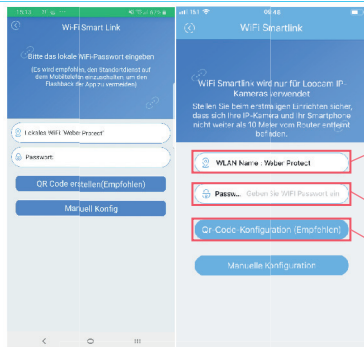 15:13
Wi-Fi Smart Link
Bitte das lokale WiFi-Passwort eingeben
(Es wird empfohlen, den Standortdienst auf
dem Mobiltelefon einzuschalten, um den
Flashback der App zu vermeiden)
Lokales WiFi: Weber Protect
Passwort:
QR Code erstellen(Empfohlen)
Manuell Konfig
09:48
WiFi Smartlink
WiFi Smartlink wird nur für Loocam IP-
Kameras verwendet
Stellen Sie beim erstmaligen Einrichten sicher,
dass sich Ihre IP-Kamera und ihr Smartphone
nicht weiter als 10 Meter vom Router entfernt
befinden.
WLAN Name : Weber Protect
Passw... Geben Sie WIFI Passwort ein
Qr-Code-Konfiguration (Empfohlen)
Manuelle Konfiguration